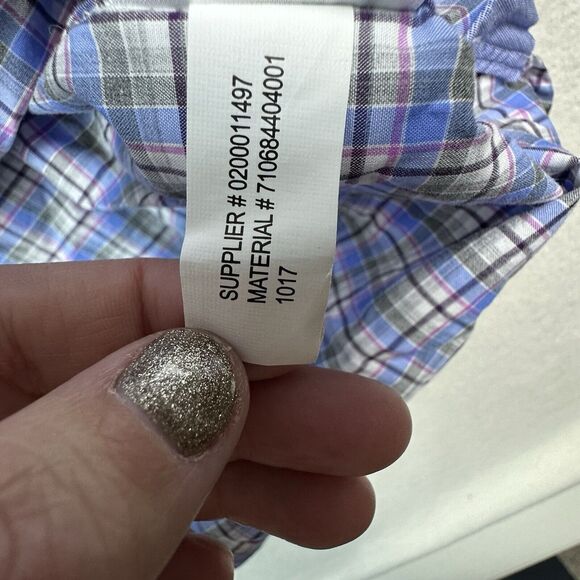 SUPPLIER # 0200011497
MATERIAL # 710684404001
1017